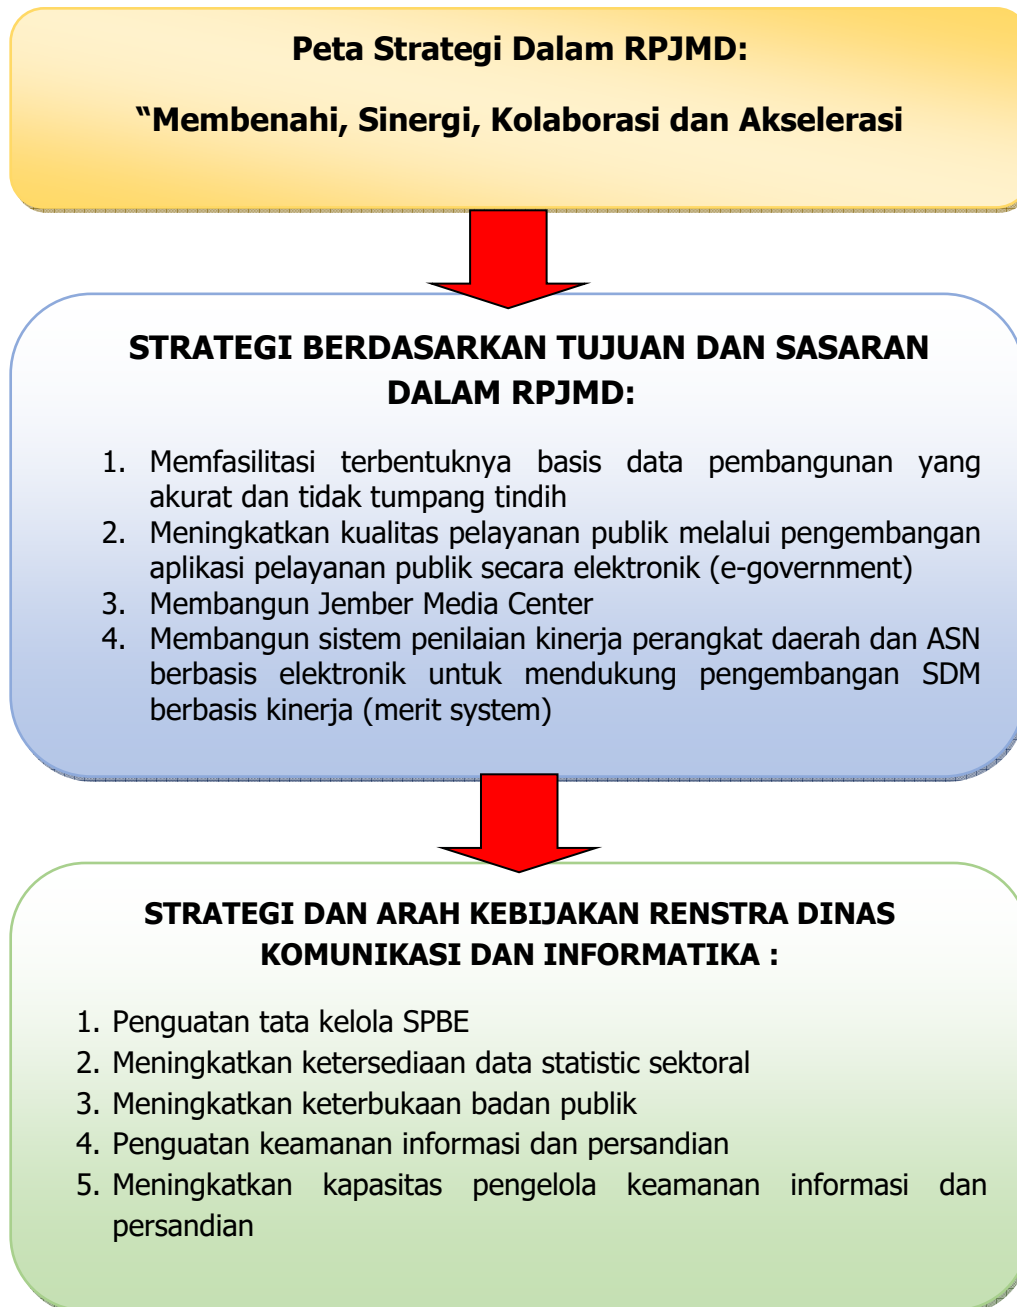 Peta Strategi Dalam RPJMD:
“Membenahi, Sinergi, Kolaborasi dan Akselerasi
STRATEGI BERDASARKAN TUJUAN DAN SASARAN
DALAM RPJMD:
1. Memfasilitasi terbentuknya basis data pembangunan yang
akurat dan tidak tumpang tindih
2. Meningkatkan kualitas pelayanan publik melalui pengembangan
aplikasi pelayanan publik secara elektronik (e-government)
3. Membangun Jember Media Center
4. Membangun sistem penilaian kinerja perangkat daerah dan ASN
berbasis elektronik untuk mendukung pengembangan SDM
berbasis kinerja (merit system)
STRATEGI DAN ARAH KEBIJAKAN RENSTRA DINAS
KOMUNIKASI DAN INFORMATIKA :
1. Penguatan tata kelola SPBE
2. Meningkatkan ketersediaan data statistic sektoral
3. Meningkatkan keterbukaan badan publik
4. Penguatan keamanan informasi dan persandian
5. Meningkatkan kapasitas pengelola keamanan informasi dan
persandian